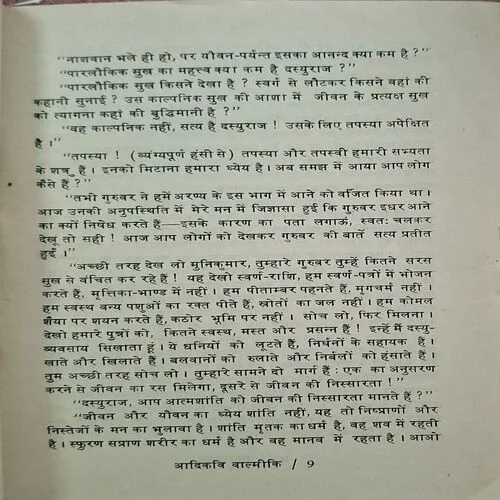 "नाशवान भले ही हो, पर यौवन-पर्यन्त इसका आनन्द क्या कम है ?"
"पारलौकिक सुख का महत्त्व क्या कम है दस्युराज ?"
"पारलौकिक सुख किसने देखा है ? स्वर्ग से लौटकर किसने वहां की
कहानी सुनाई ? उस काल्पनिक सुख की आशा में जीवन के प्रत्यक्ष सुख
को त्यागना कहां की बुद्धिमानी है ?"
"वह काल्पनिक नहीं, सत्य है दस्युराज ! उसके लिए तपस्या अपेक्षित
है ।"
"तपस्या ! (व्यंग्यपूर्ण हंसी से) तपस्या और तपस्वी हमारी सभ्यता
के शत्रु हैं । इनको मिटाना हमारा ध्येय है । अब समझ में आया आप लोग
कैसे हैं ?"
"तभी गुरुवर ने हमें अरण्य के इस भाग में आने को वर्जित किया था ।
आज उनकी अनुपस्थिति में मेरे मन में जिज्ञासा हुई कि गुरुवर इधर आने
का क्यों निषेध करते हैं—इसके कारण का पता लगाऊं, स्वतः चलकर
देखूं तो सही ! आज आप लोगों को देखकर गुरुवर की बातें सत्य प्रतीत
हुईं ।"
"अच्छी तरह देख लो मुनिकुमार, तुम्हारे गुरुवर तुम्हें कितने सरस
सुख से वंचित कर रहे हैं ! यह देखो स्वर्ण-राशि, हम स्वर्ण-पत्रों में भोजन
करते हैं, मृत्तिका-भाण्ड में नहीं । हम पीताम्बर पहनते हैं, मृगचर्म नहीं ।
हम स्वस्थ वन्य पशुओं का रक्त पीते हैं, स्रोतों का जल नहीं । हम कोमल
शैया पर शयन करते हैं, कठोर भूमि पर नहीं । सोच लो, फिर मिलना ।
देखो हमारे पुत्रों को, कितने स्वस्थ, मस्त और प्रसन्न हैं ! इन्हें मैं दस्यु-
व्यवसाय सिखाता हूं । ये धनियों को लूटते हैं, निर्धनों के सहायक हैं ।
खाते और खिलाते हैं । बलवानों को रुलाते और निर्बलों को हंसाते हैं ।
तुम अच्छी तरह सोच लो । तुम्हारे सामने दो मार्ग हैं : एक का अनुसरण
करने से जीवन का रस मिलेगा, दूसरे से जीवन की निस्सारता !"
"दस्युराज, आप आत्मशांति को जीवन की निस्सारता मानते हैं ?"
"जीवन और यौवन का ध्येय शांति नहीं, यह तो निष्प्राणों और
निस्तेजों के मन का भुलावा है । शांति मृतक का धर्म है, वह शव में रहती
है । स्फुरण सप्राण शरीर का धर्म है और वह मानव में रहता है । आओ
आदिकवि वाल्मीकि / 9